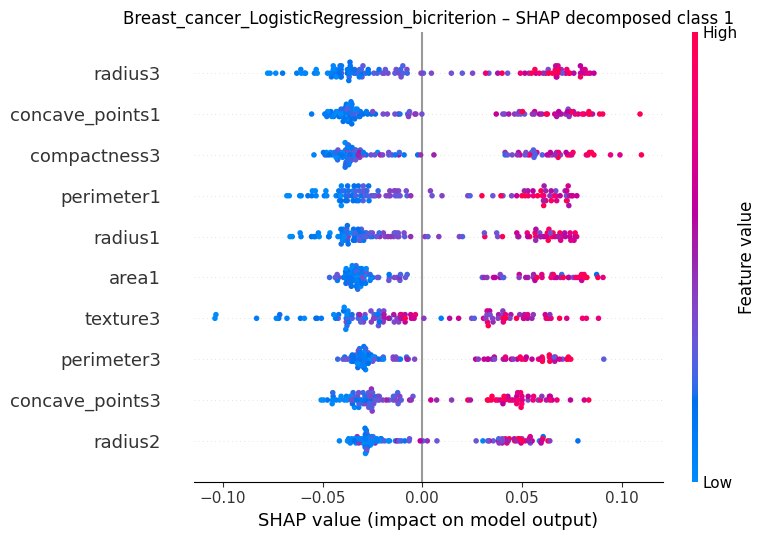 Breast_cancer_LogisticRegression_bicriterion – SHAP decomposed class 1
High
radius3
concave_points1
compactness3
perimeter1
radius1
area1
texture3
perimeter3
concave_points3
radius2
Feature value
Low
−0.10 −0.05 0.00 0.05 0.10
SHAP value (impact on model output)